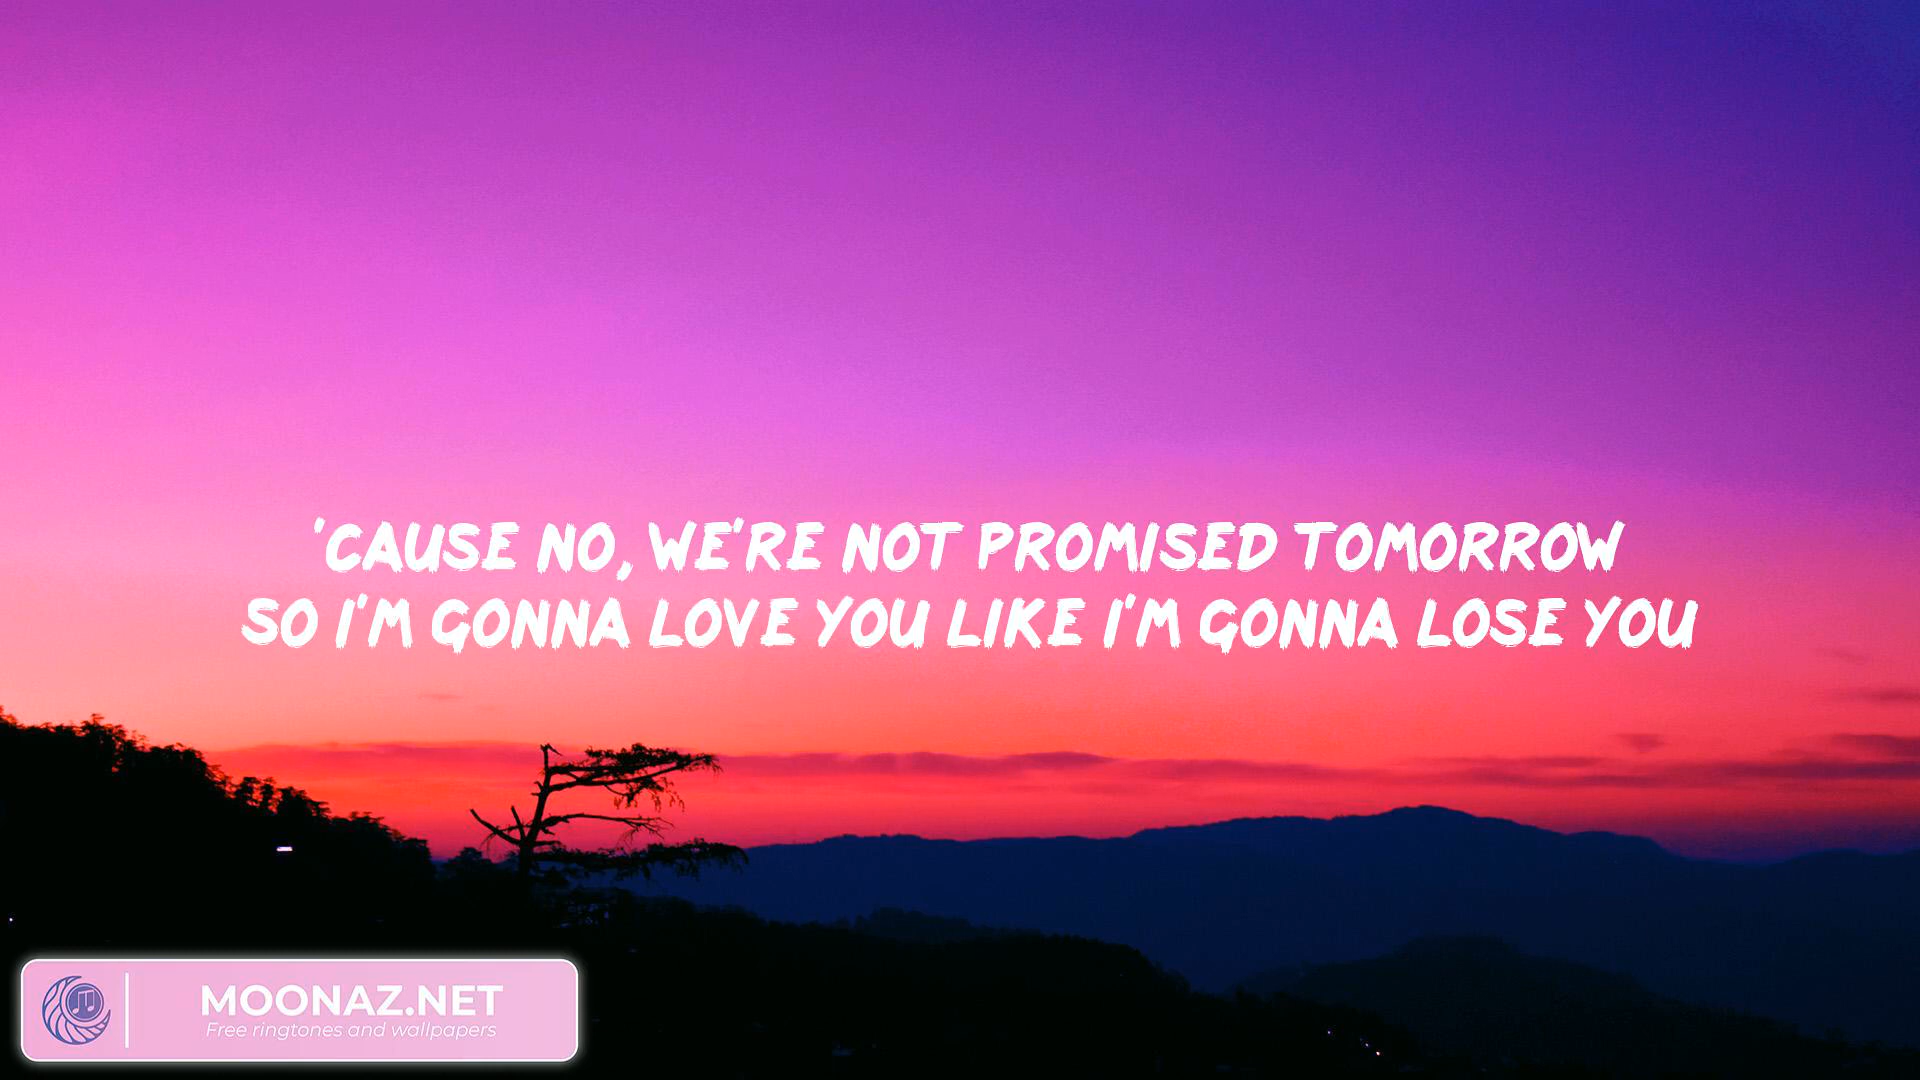 'CAUSE NO, WE'RE NOT PROMISED TOMORROW
SO I'M GONNA LOVE YOU LIKE I'M GONNA LOSE YOU
MOONAZ.NET
Free ringtones and wallpapers